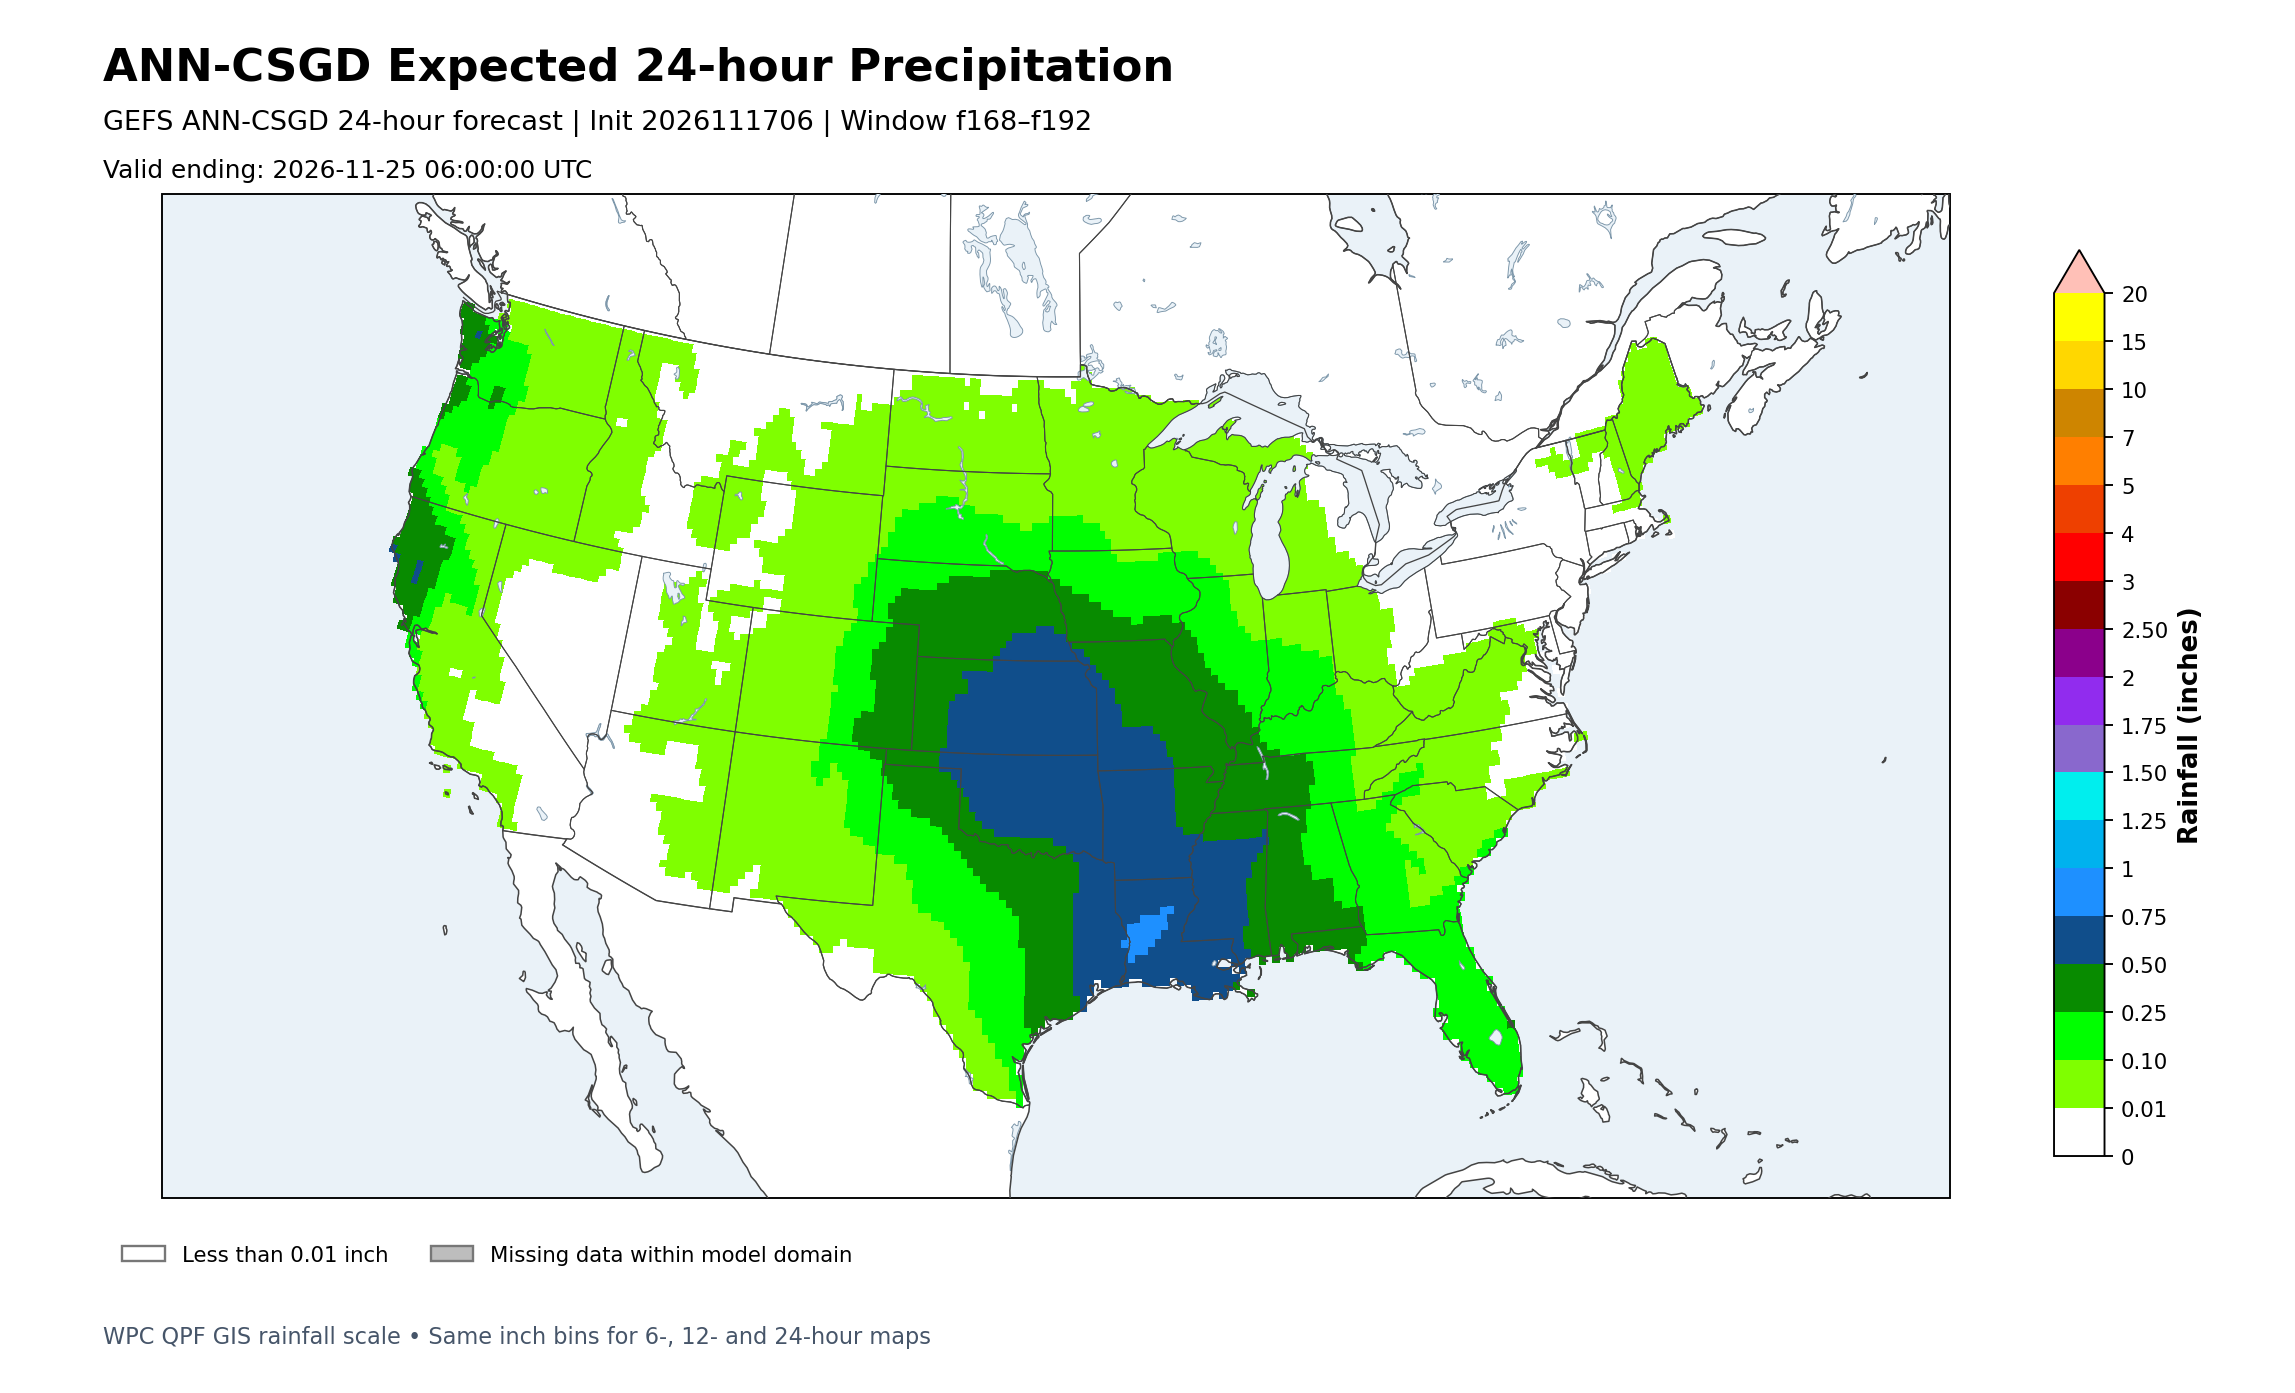 ANN-CSGD Expected 24-hour Precipitation
GEFS ANN-CSGD 24-hour forecast | Init 2026111706 | Window f168–f192
Valid ending: 2026-11-25 06:00:00 UTC
20
15
10
7
5
4
3
2.50
2
1.75
1.50
1.25
1
0.75
0.50
0.25
0.10
0.01
0
Rainfall (inches)
Less than 0.01 inch
Missing data within model domain
WPC QPF GIS rainfall scale • Same inch bins for 6-, 12- and 24-hour maps